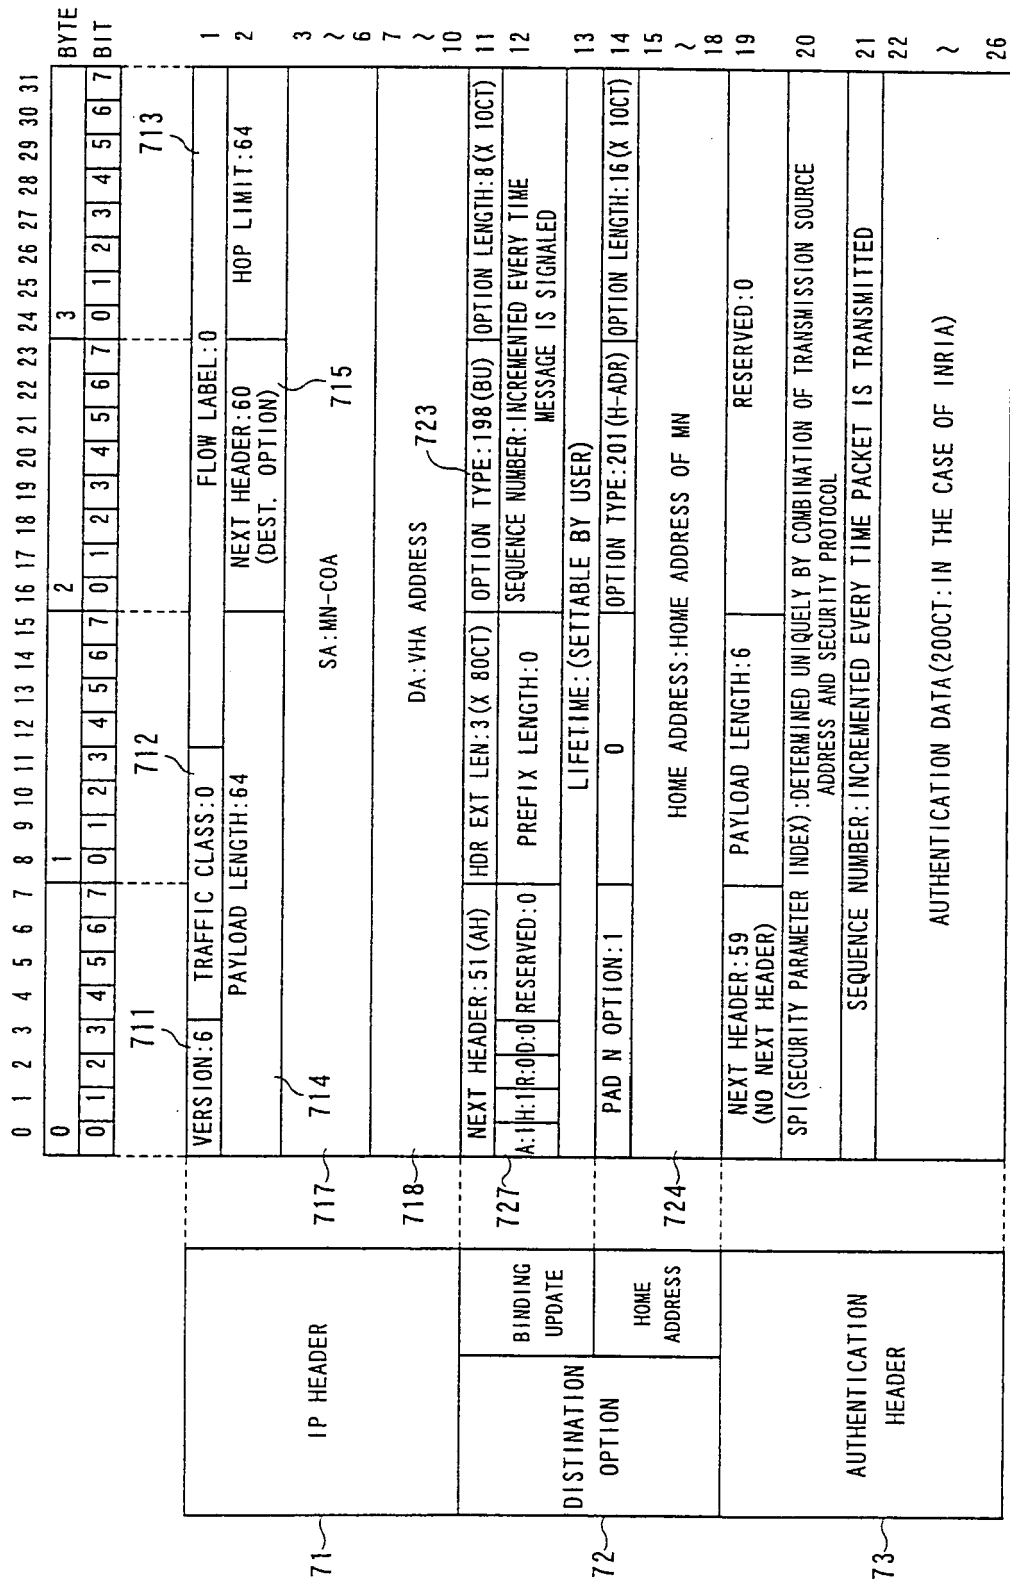 0 1 2 3 4 5 6 7 8 9 10 11 12 13 14 15 16 17 18 19 20 21 22 23 24 25 26 27 28 29 30 31
0 1 2 3 BYTE
0 1 2 3 4 5 6 7 0 1 2 3 4 5 6 7 0 1 2 3 4 5 6 7 0 1 2 3 4 5 6 7 BIT
711 712 713
71
IP HEADER
VERSION:6 TRAFFIC CLASS:0 FLOW LABEL:0 1
PAYLOAD LENGTH:64 NEXT HEADER:60 HOP LIMIT:64 2
(DEST. OPTION)
714 715
717
SA:MN-COA 3 ~ 6
718
DA:VHA ADDRESS 7 ~ 10
723
72
DISTINATION
OPTION
BINDING
UPDATE
NEXT HEADER:51(AH) HDR EXT LEN:3(X 8OCT) OPTION TYPE:198(BU) OPTION LENGTH:8(X 1OCT) 11
727
A:1 H:1 R:0 D:0 RESERVED:0 PREFIX LENGTH:0 SEQUENCE NUMBER:INCREMENTED EVERY TIME 12
MESSAGE IS SIGNALED
LIFETIME:(SETTABLE BY USER) 13
HOME
ADDRESS
PAD N OPTION:1 0 OPTION TYPE:201(H-ADR) OPTION LENGTH:16(X 1OCT) 14
724
HOME ADDRESS:HOME ADDRESS OF MN 15 ~ 18
73
AUTHENTICATION
HEADER
NEXT HEADER:59 PAYLOAD LENGTH:6 RESERVED:0 19
(NO NEXT HEADER)
SPI(SECURITY PARAMETER INDEX):DETERMINED UNIQUELY BY COMBINATION OF TRANSMISSION SOURCE 20
ADDRESS AND SECURITY PROTOCOL
SEQUENCE NUMBER:INCREMENTED EVERY TIME PACKET IS TRANSMITTED 21
AUTHENTICATION DATA(20OCT:IN THE CASE OF INRIA) 22 ~ 26